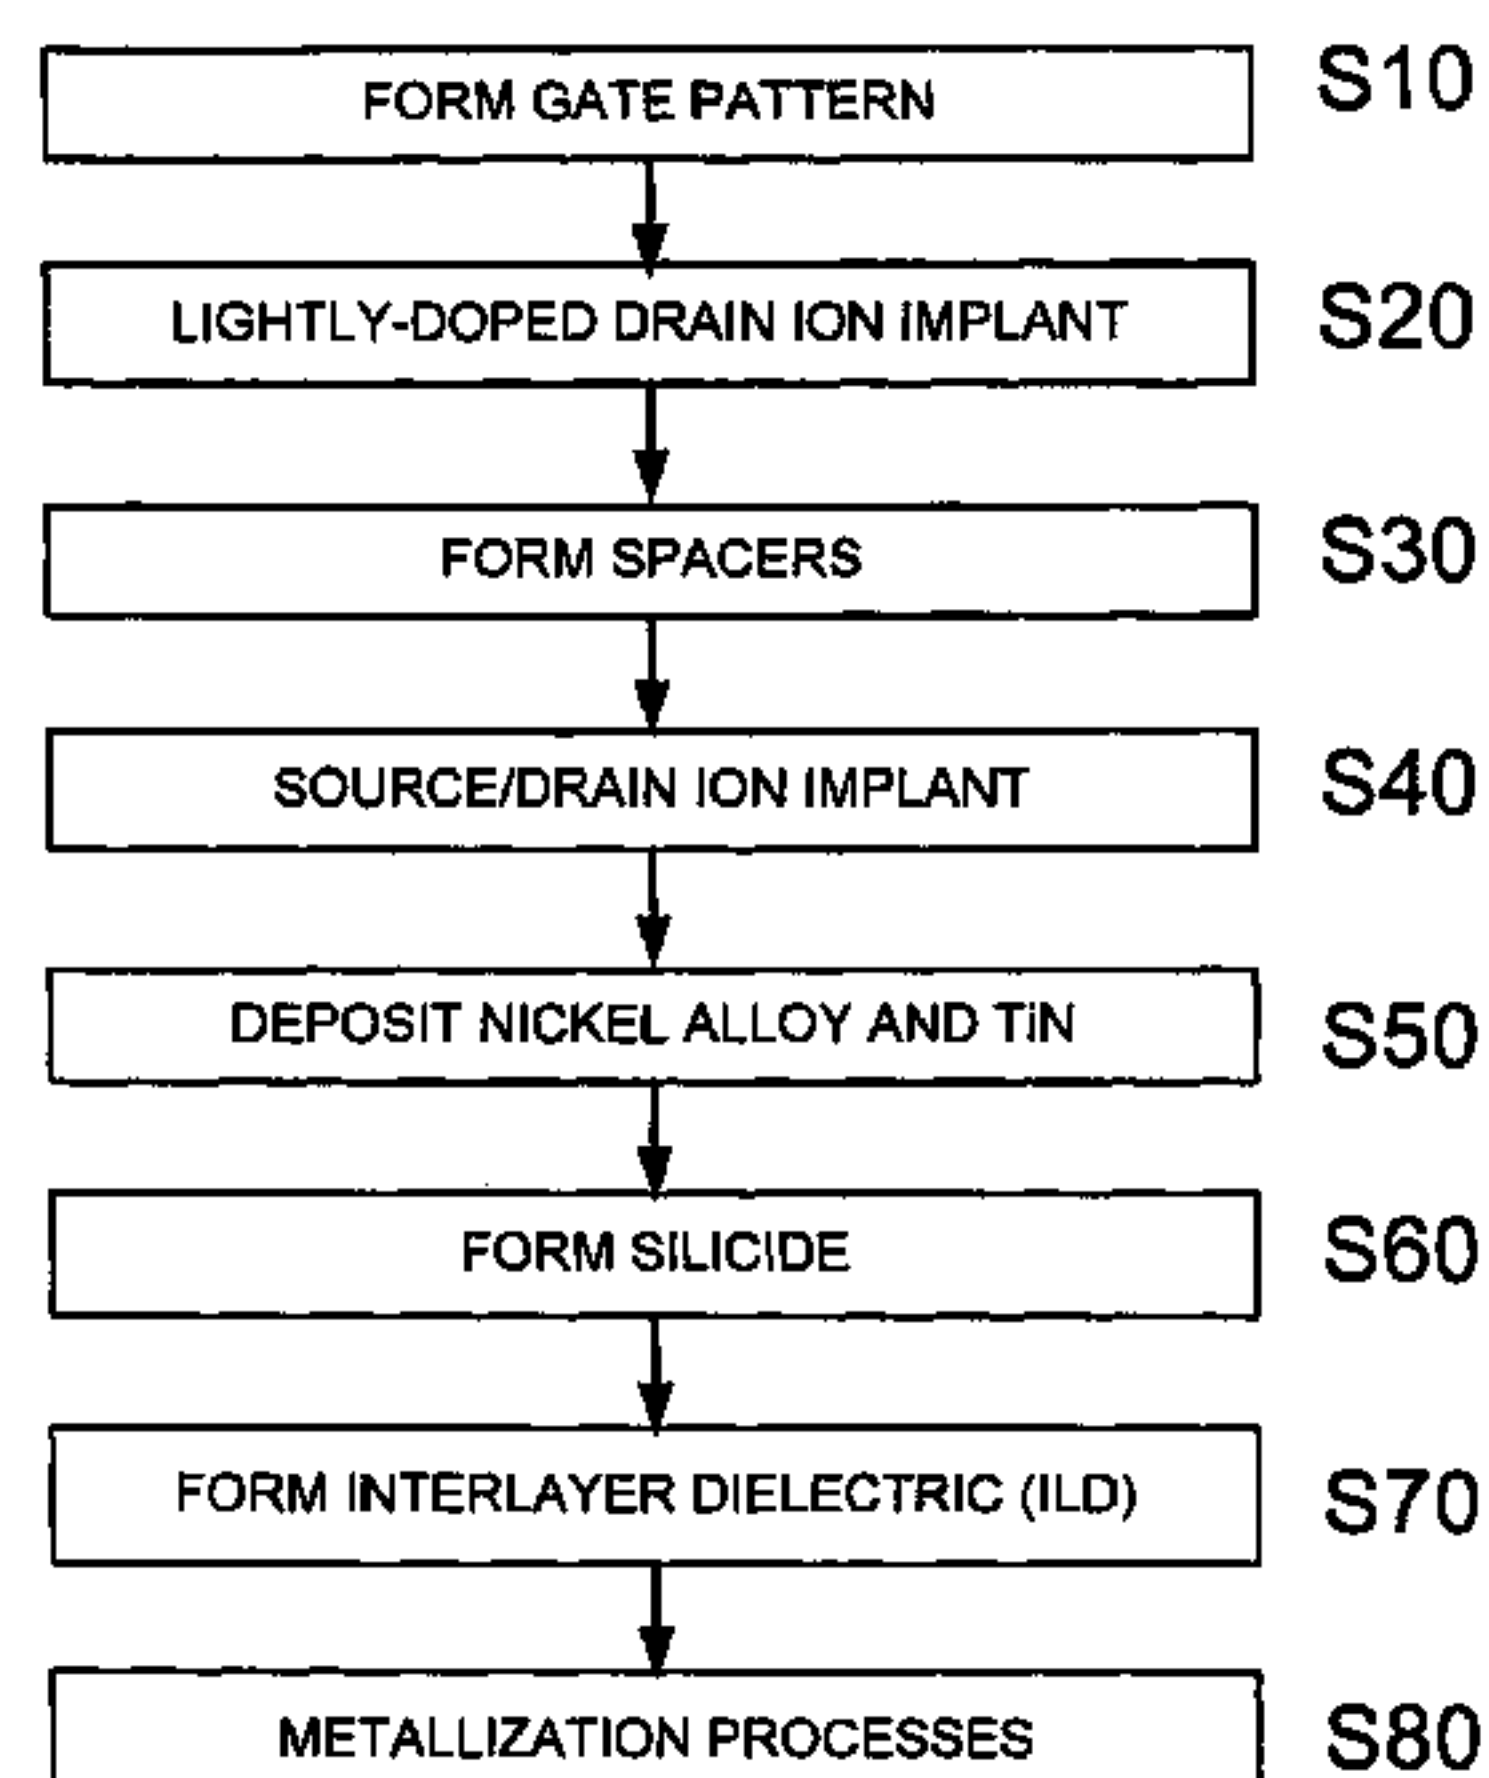 FORM GATE PATTERN S10
LIGHTLY-DOPED DRAIN ION IMPLANT S20
FORM SPACERS S30
SOURCE/DRAIN ION IMPLANT S40
DEPOSIT NICKEL ALLOY AND TiN S50
FORM SILICIDE S60
FORM INTERLAYER DIELECTRIC (ILD) S70
METALLIZATION PROCESSES S80